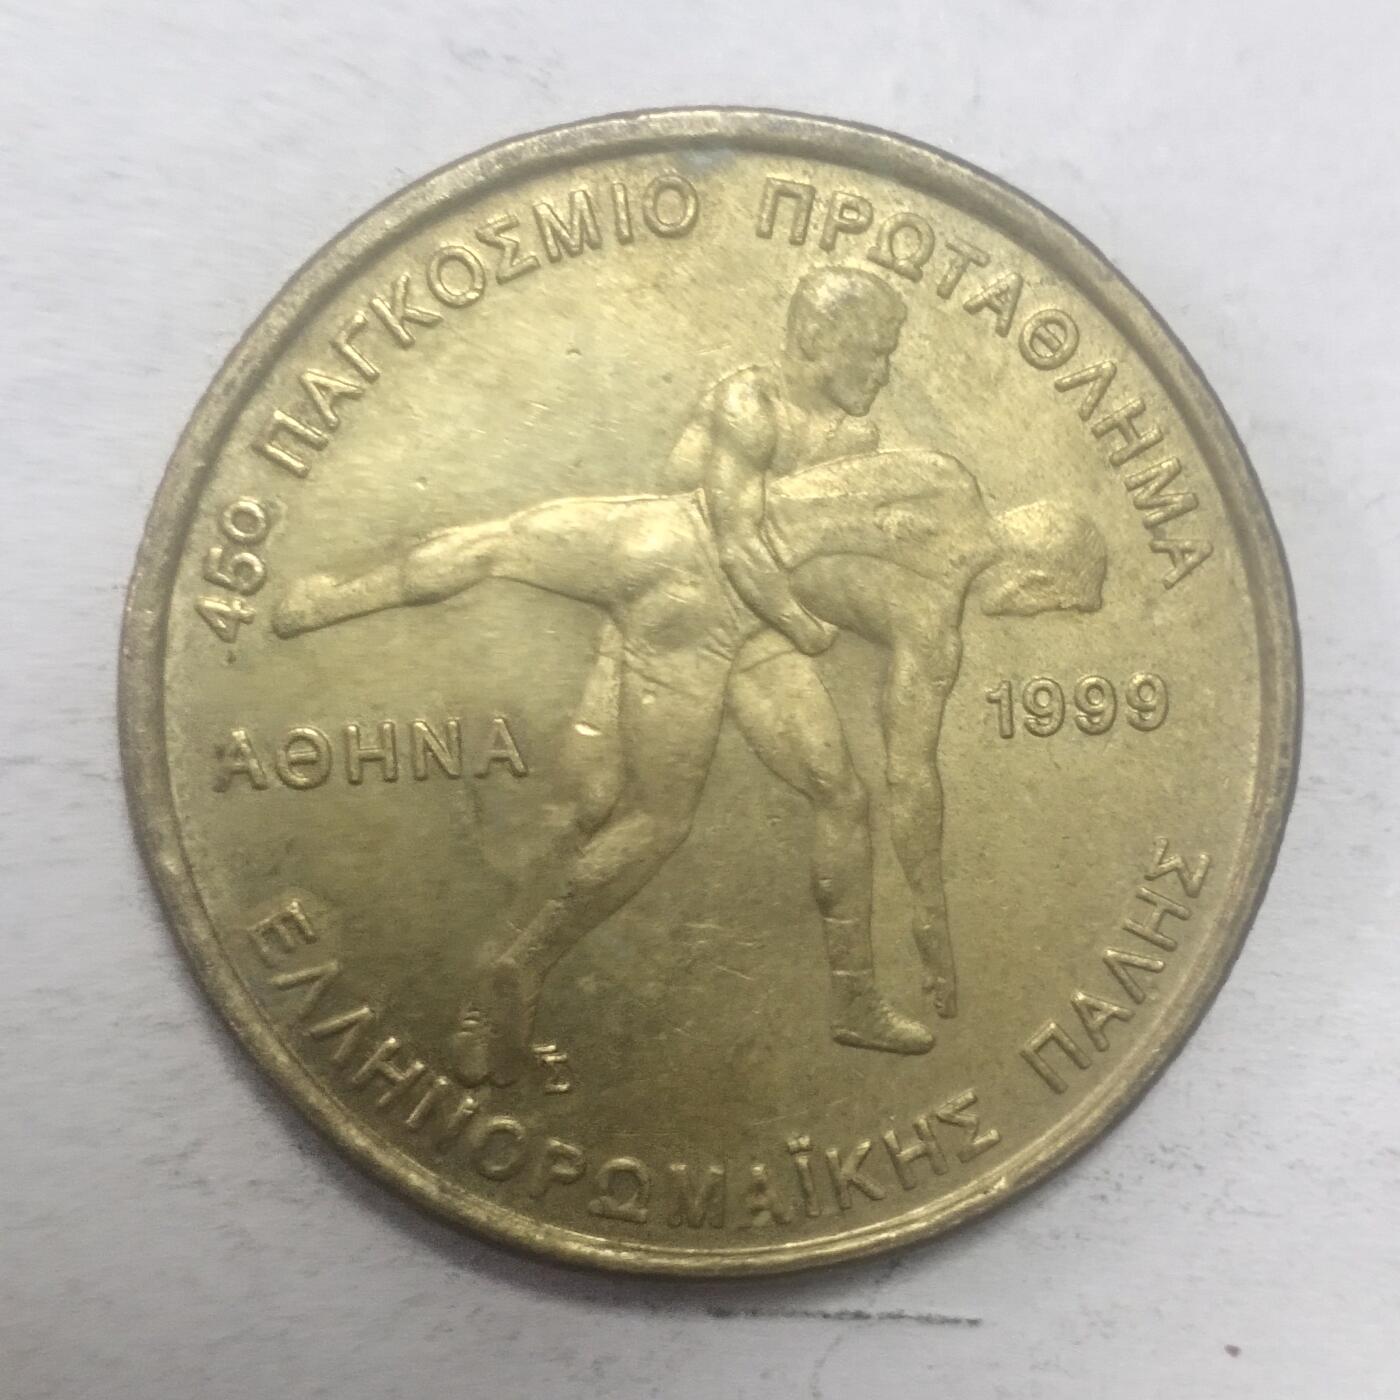 45ο ΠΑΓΚΟΣΜΙΟ ΠΡΩΤΑΘΛΗΜΑ
ΑΘΗΝΑ
1999
ΕΛΛΗΝΟΡΩΜΑΪΚΗΣ ΠΑΛΗΣ